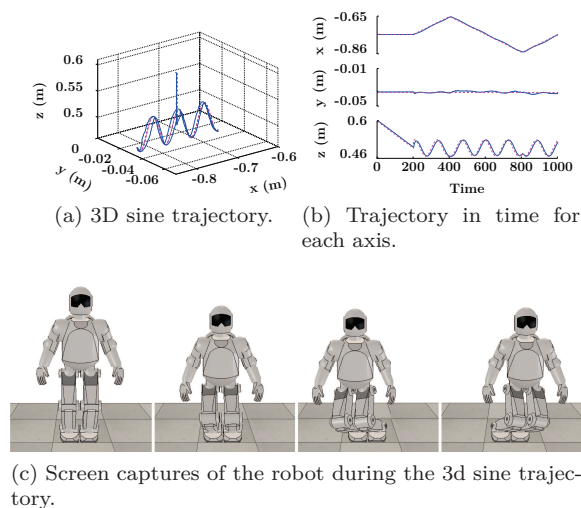 0.6
0.55
0.5
z (m)
0
-0.02
-0.04
-0.06
y (m)
-0.8
-0.7
-0.6
x (m)
(a) 3D sine trajectory.
-0.65
-0.86
x (m)
-0.01
-0.05
y (m)
0.6
0.46
z (m)
0 200 400 600 800 1000
Time
(b) Trajectory in time for
each axis.
(c) Screen captures of the robot during the 3d sine trajec-
tory.